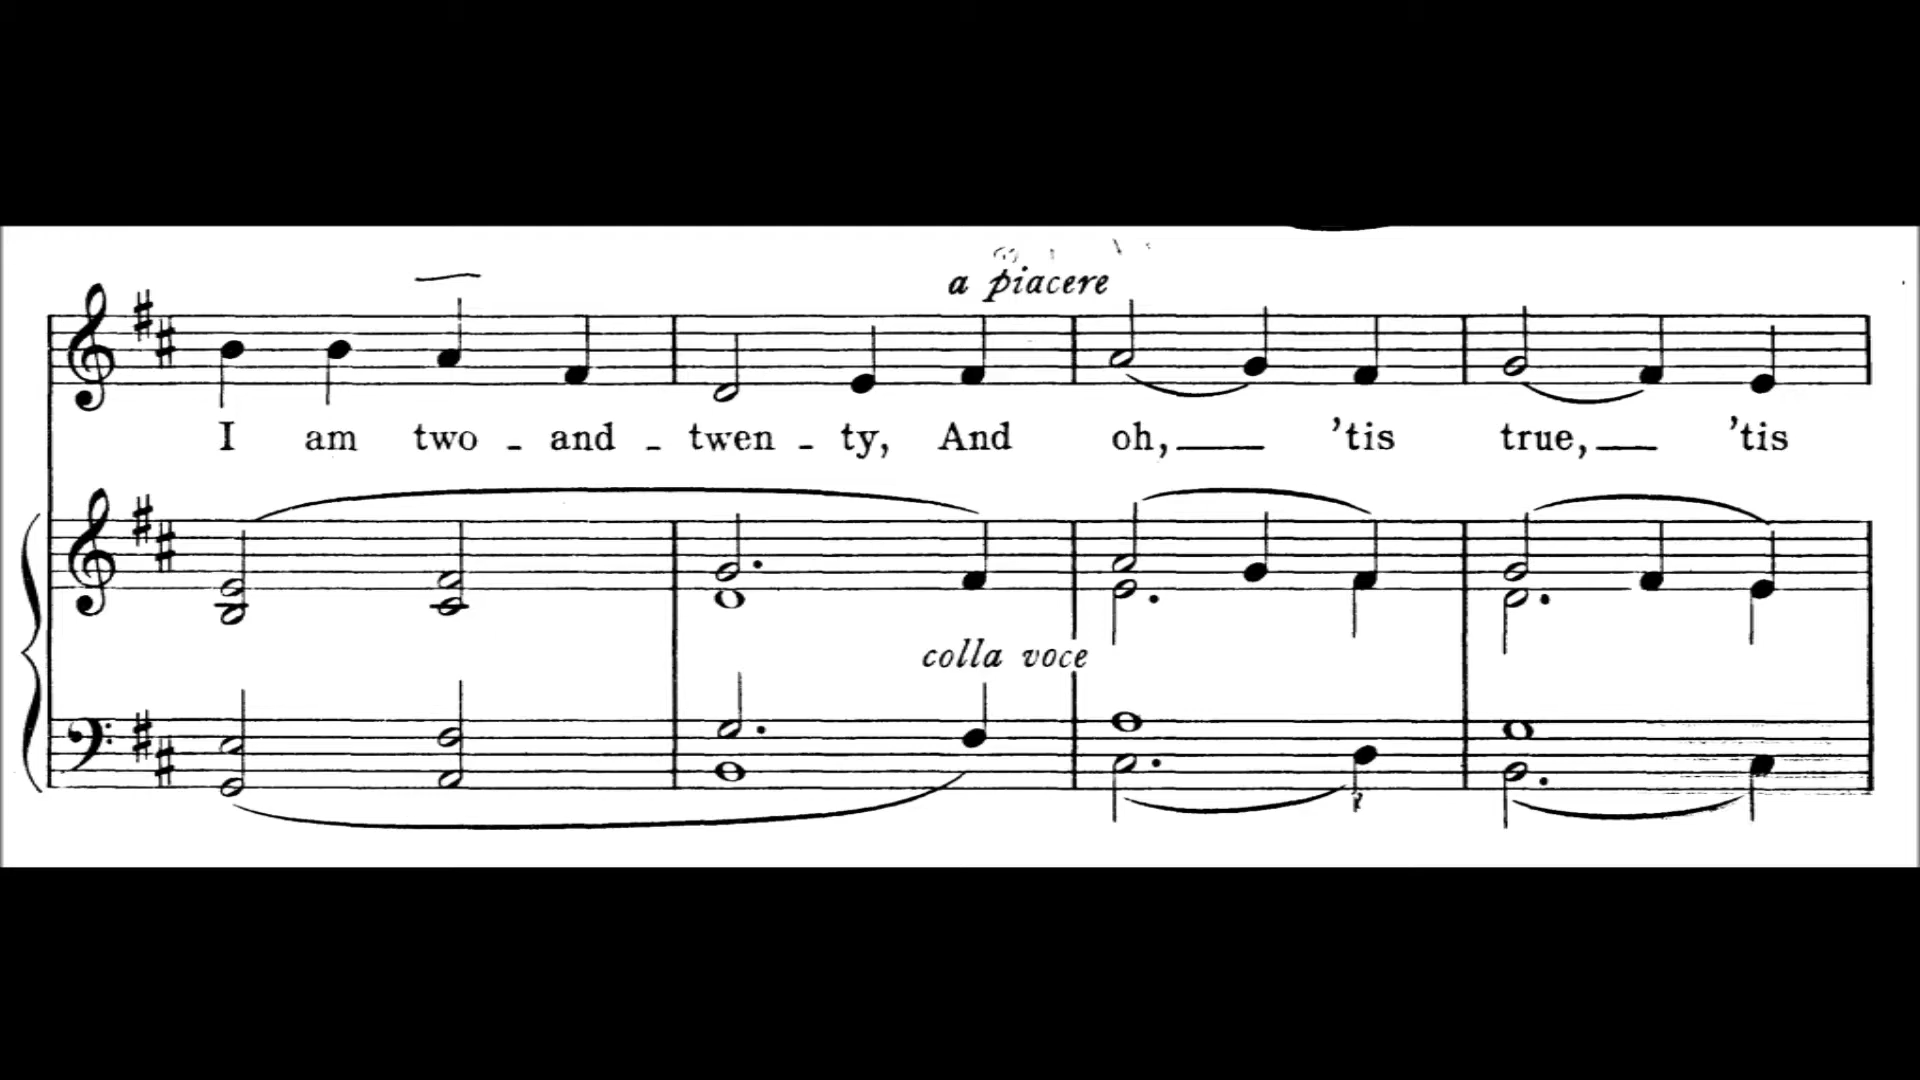 a piacere
I am two - and - twen - ty, And oh, 'tis true, 'tis
colla voce